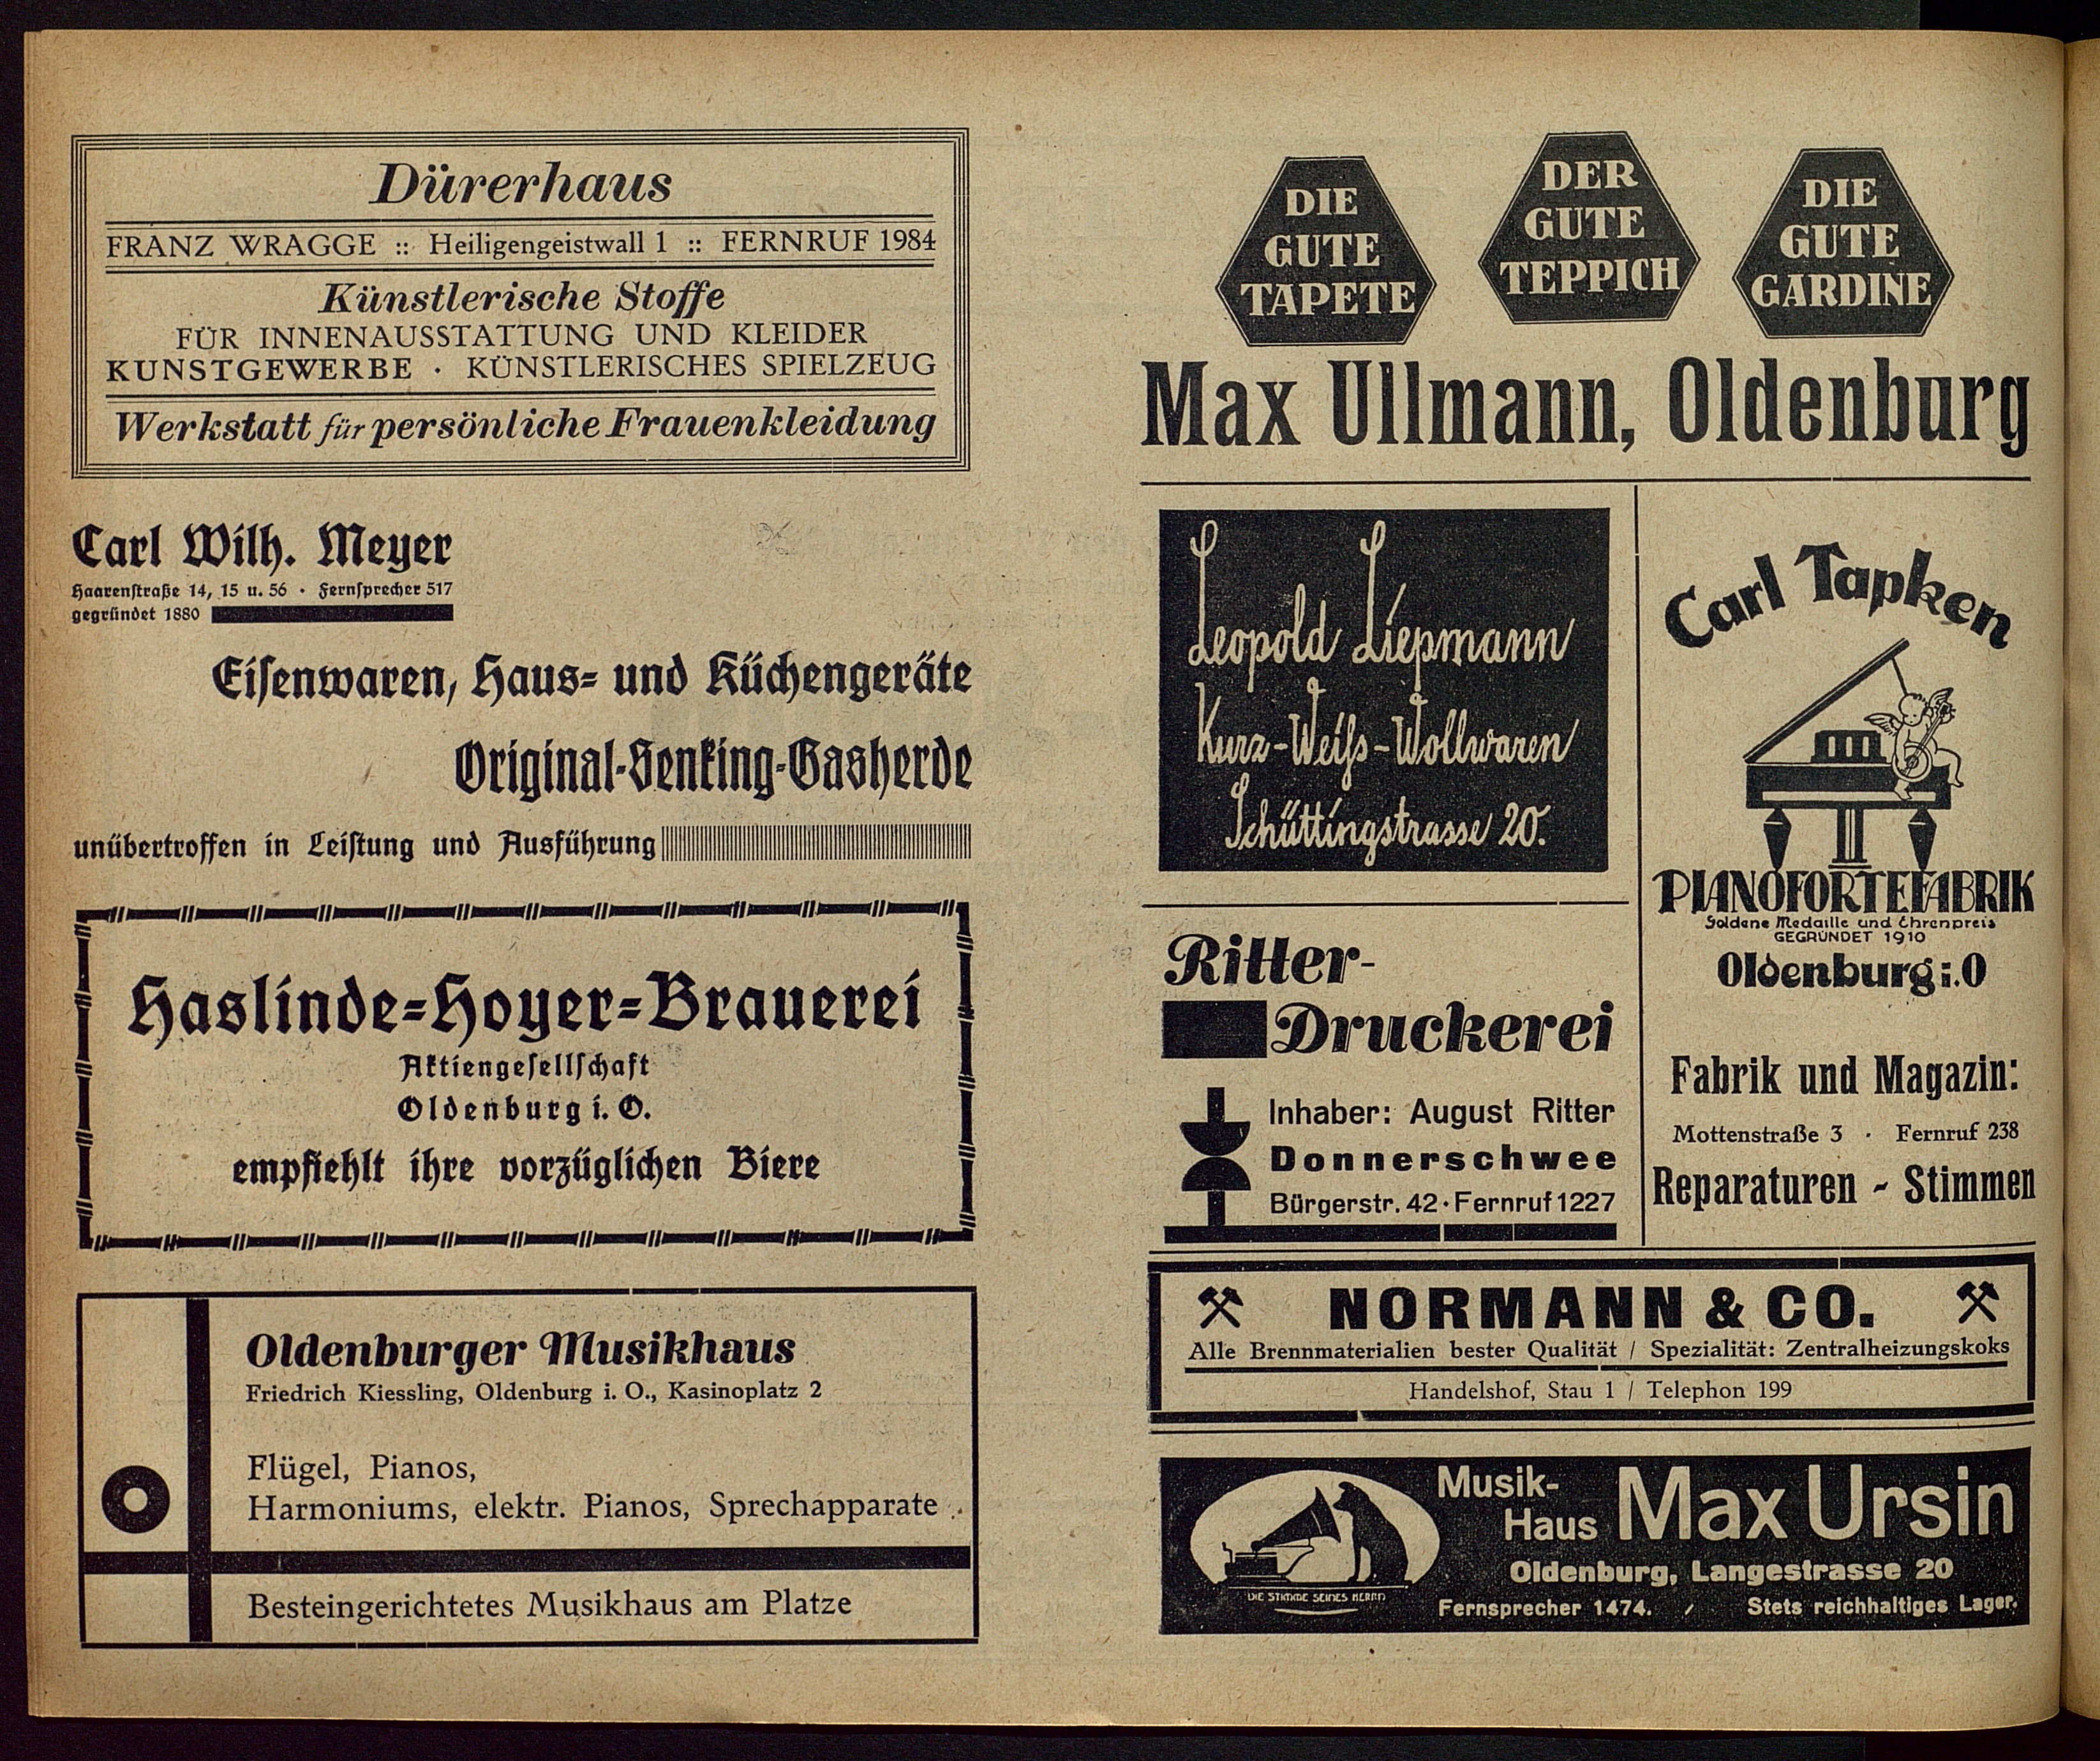 Dürerhaus
FRANZ WRAGGE :: Heiligengeistwall 1 :: FERNRUF 1984
Künstlerische Stoffe
FÜR INNENAUSSTATTUNG UND KLEIDER
KUNSTGEWERBE · KÜNSTLERISCHES SPIELZEUG
Werkstatt für persönliche Frauenkleidung
Carl Wilh. Meyer
Haarenſtraße 14, 15 u. 56 · Fernſprecher 517
gegründet 1880
Eiſenwaren, Haus- und Küchengeräte
Original-Senking-Gasherde
unübertroffen in Leiſtung und Ausführung
Haslinde-Hoyer-Brauerei
Aktiengeſellſchaft
Oldenburg i. O.
empfiehlt ihre vorzüglichen Biere
Oldenburger Musikhaus
Friedrich Kiessling, Oldenburg i. O., Kasinoplatz 2
Flügel, Pianos,
Harmoniums, elektr. Pianos, Sprechapparate
Besteingerichtetes Musikhaus am Platze
DIE
GUTE
TAPETE
DER
GUTE
TEPPICH
DIE
GUTE
GARDINE
Max Ullmann, Oldenburg
Leopold Liepmann
Kurz-Weiß-Wollwaren
Schüttingstrasse 20.
Ritter-
Druckerei
Inhaber: August Ritter
Donnerschwee
Bürgerstr. 42 · Fernruf 1227
Carl Tapken
PIANOFORTEFABRIK
Goldene Medaille und Ehrenpreis
GEGRÜNDET 1910
Oldenburg i. O
Fabrik und Magazin:
Mottenstraße 3 · Fernruf 238
Reparaturen - Stimmen
NORMANN & CO.
Alle Brennmaterialien bester Qualität / Spezialität: Zentralheizungskoks
Handelshof, Stau 1 / Telephon 199
Musik-
Haus Max Ursin
Oldenburg, Langestrasse 20
Fernsprecher 1474. / Stets reichhaltiges Lager.
DIE STIMME SEINES HERRN